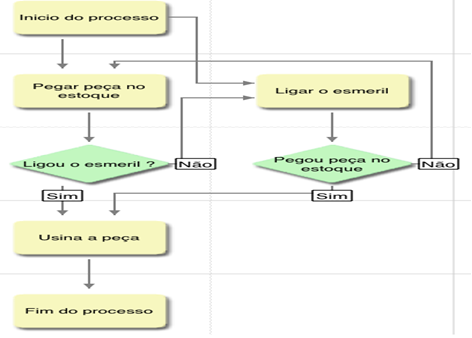 Inicio do processo
Pegar peça no
estoque
Ligar o esmeril
Ligou o esmeril ?
Não
Pegou peça no
estoque
Não
Sim
Sim
Usina a peça
Fim do processo